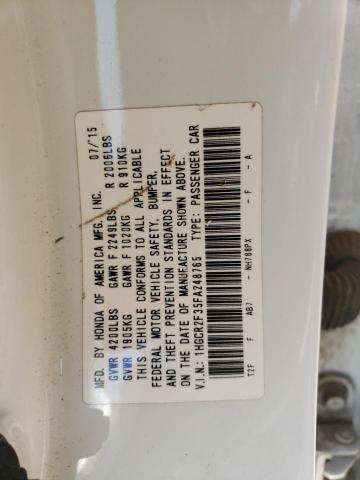 MFD. BY HONDA OF AMERICA MFG., INC. 07/15
GVWR 4200LBS GAWR F 2249LBS R 2006LBS
GVWR 1905KG GAWR F 1020KG R 910KG
THIS VEHICLE CONFORMS TO ALL APPLICABLE
FEDERAL MOTOR VEHICLE SAFETY, BUMPER,
AND THEFT PREVENTION STANDARDS IN EFFECT
ON THE DATE OF MANUFACTURE SHOWN ABOVE.
V.I.N.: 1HGCR2F35FA248765 TYPE: PASSENGER CAR
T2F F AB7 - NH788PX - F - A